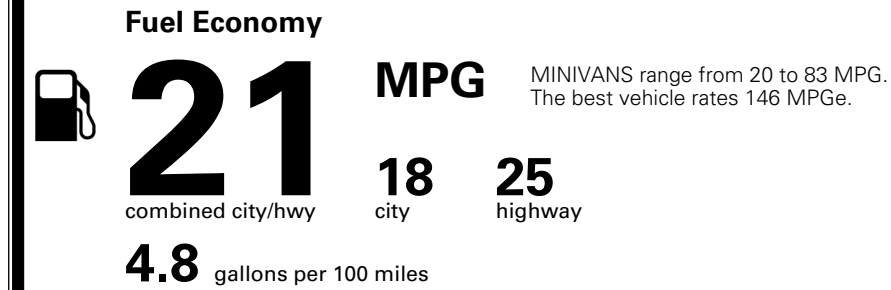 Fuel Economy
21 MPG
MINIVANS range from 20 to 83 MPG.
The best vehicle rates 146 MPGe.
18 25
combined city/hwy city highway
4.8 gallons per 100 miles